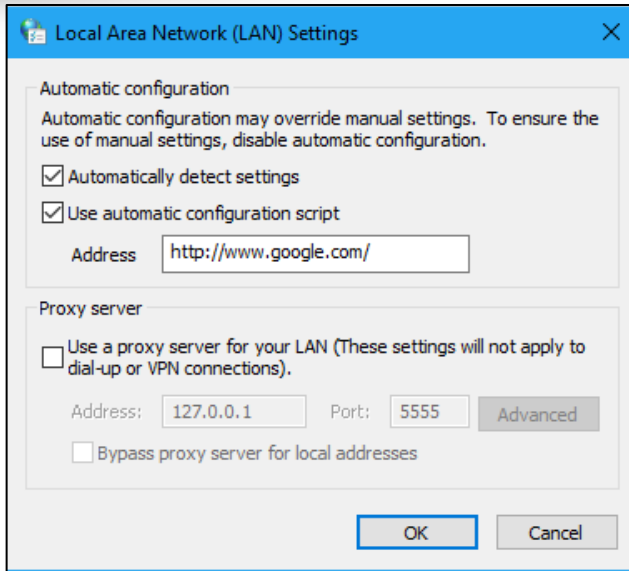 Local Area Network (LAN) Settings
Automatic configuration
Automatic configuration may override manual settings. To ensure the
use of manual settings, disable automatic configuration.
Automatically detect settings
Use automatic configuration script
Address http://www.google.com/
Proxy server
Use a proxy server for your LAN (These settings will not apply to
dial-up or VPN connections).
Address: 127.0.0.1 Port: 5555 Advanced
Bypass proxy server for local addresses
OK Cancel